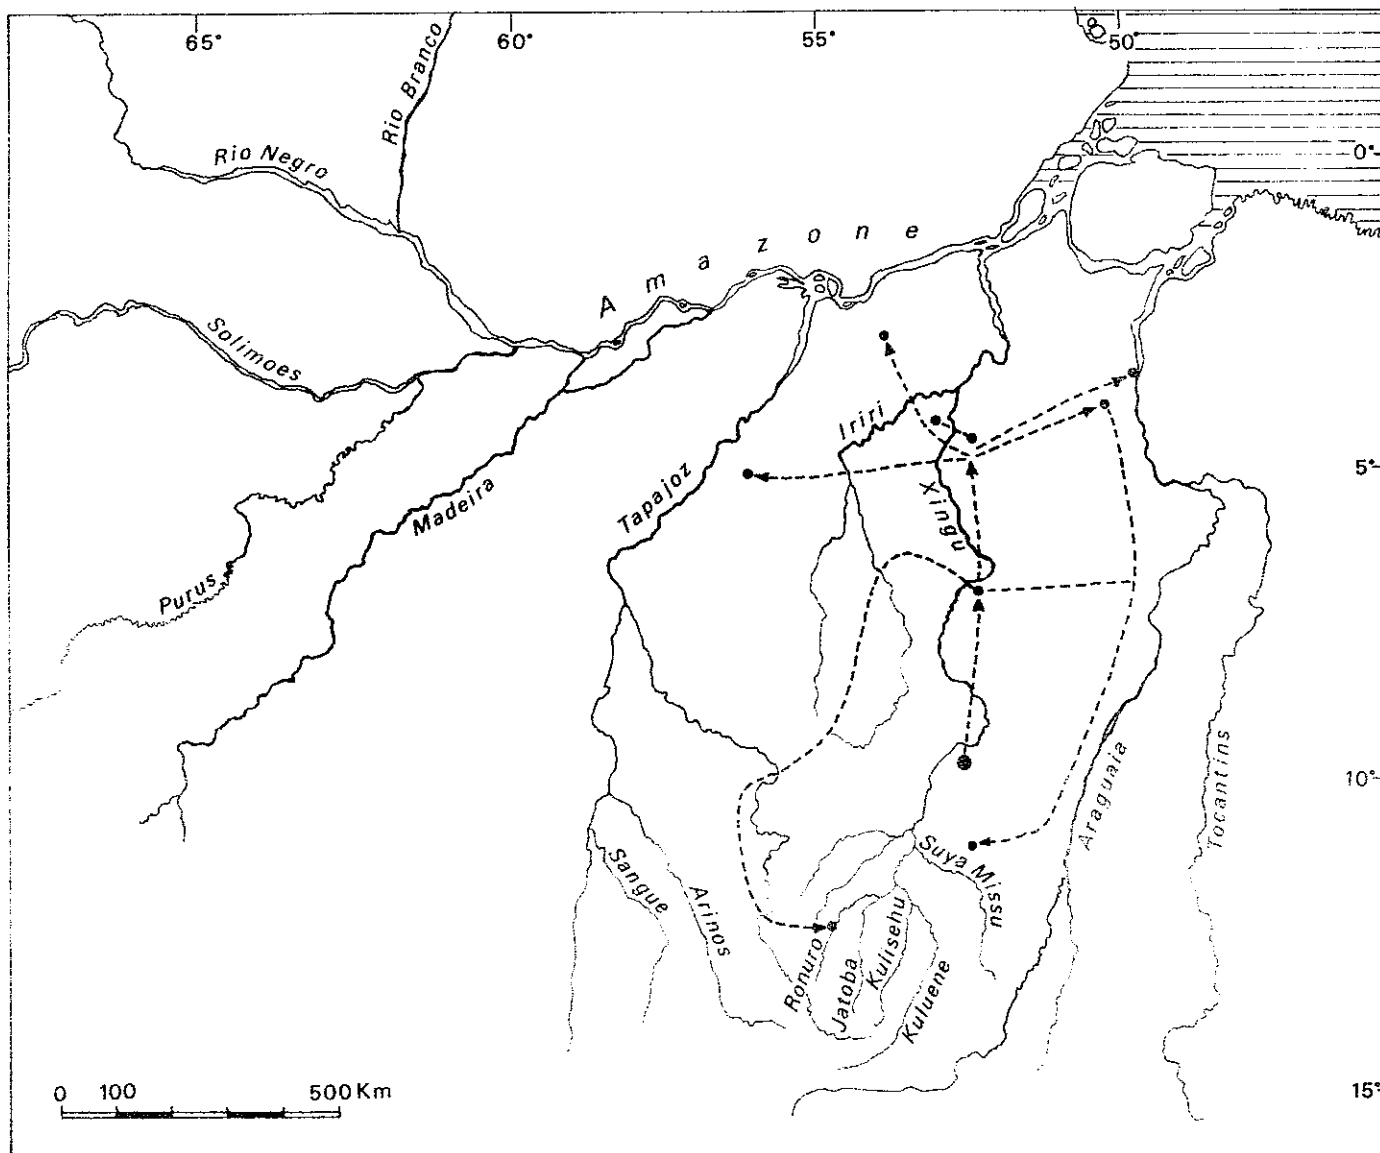 65°
60°
55°
50°
Rio Branco
Rio Negro
0°
Amazone
Solimoes
Iriri
5°
Madeira
Tapajoz
Xingu
Purus
10°
Araguaia
Tocantins
Suya Missu
Sangue
Arinos
Ronuro
Jatoba
Kulisehu
Kuluene
0 100 500 Km
15°